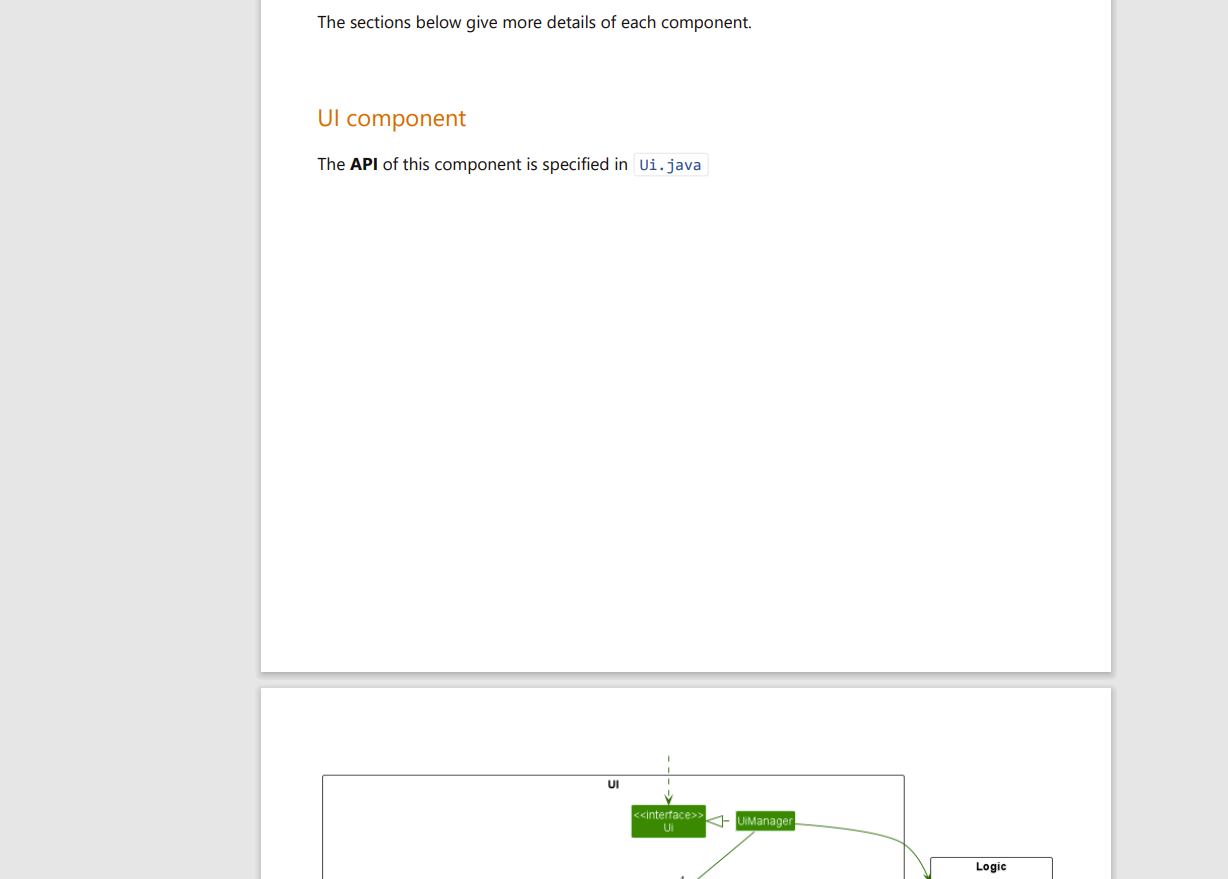 The sections below give more details of each component.
UI component
The API of this component is specified in Ui.java
UI
<<interface>>
Ui
UiManager
Logic